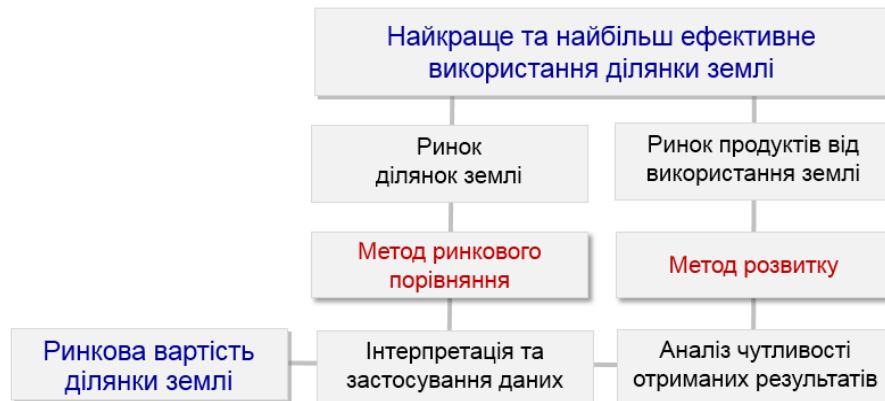 Найкраще та найбільш ефективне
використання ділянки землі
Ринок
ділянок землі
Ринок продуктів від
використання землі
Метод ринкового
порівняння
Метод розвитку
Ринкова вартість
ділянки землі
Інтерпретація та
застосування даних
Аналіз чутливості
отриманих результатів